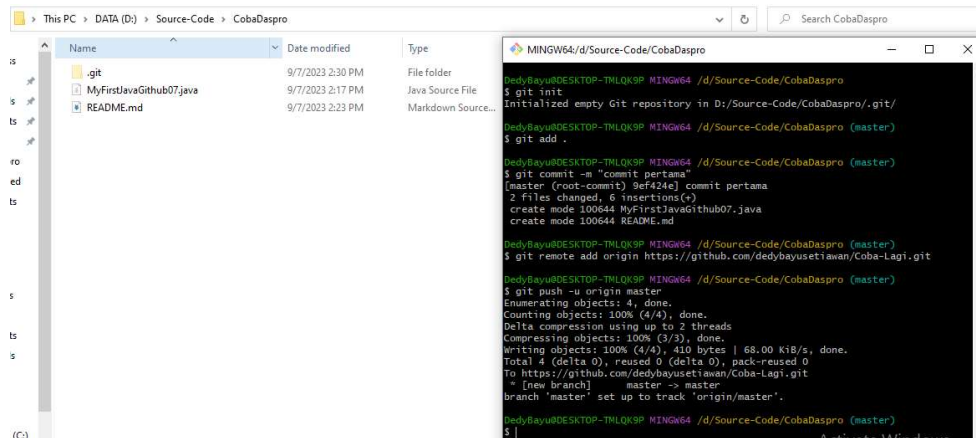 > This PC > DATA (D:) > Source-Code > CobaDaspro
Search CobaDaspro
Name Date modified Type
.git 9/7/2023 2:30 PM File folder
MyFirstJavaGithub07.java 9/7/2023 2:17 PM Java Source File
README.md 9/7/2023 2:23 PM Markdown Source...
ss
ls
ts
ro
ed
ts
s
ts
ls
(C:)
MINGW64:/d/Source-Code/CobaDaspro
DedyBayu@DESKTOP-TMLQK9P MINGW64 /d/Source-Code/CobaDaspro
$ git init
Initialized empty Git repository in D:/Source-Code/CobaDaspro/.git/
DedyBayu@DESKTOP-TMLQK9P MINGW64 /d/Source-Code/CobaDaspro (master)
$ git add .
DedyBayu@DESKTOP-TMLQK9P MINGW64 /d/Source-Code/CobaDaspro (master)
$ git commit -m "commit pertama"
[master (root-commit) 9ef424e] commit pertama
2 files changed, 6 insertions(+)
create mode 100644 MyFirstJavaGithub07.java
create mode 100644 README.md
DedyBayu@DESKTOP-TMLQK9P MINGW64 /d/Source-Code/CobaDaspro (master)
$ git remote add origin https://github.com/dedybayusetiawan/Coba-Lagi.git
DedyBayu@DESKTOP-TMLQK9P MINGW64 /d/Source-Code/CobaDaspro (master)
$ git push -u origin master
Enumerating objects: 4, done.
Counting objects: 100% (4/4), done.
Delta compression using up to 2 threads
Compressing objects: 100% (3/3), done.
Writing objects: 100% (4/4), 410 bytes | 68.00 KiB/s, done.
Total 4 (delta 0), reused 0 (delta 0), pack-reused 0
To https://github.com/dedybayusetiawan/Coba-Lagi.git
* [new branch] master -> master
branch 'master' set up to track 'origin/master'.
DedyBayu@DESKTOP-TMLQK9P MINGW64 /d/Source-Code/CobaDaspro (master)
$
Activate Windows